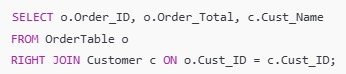 SELECT o.Order_ID, o.Order_Total, c.Cust_Name
FROM OrderTable o
RIGHT JOIN Customer c ON o.Cust_ID = c.Cust_ID;